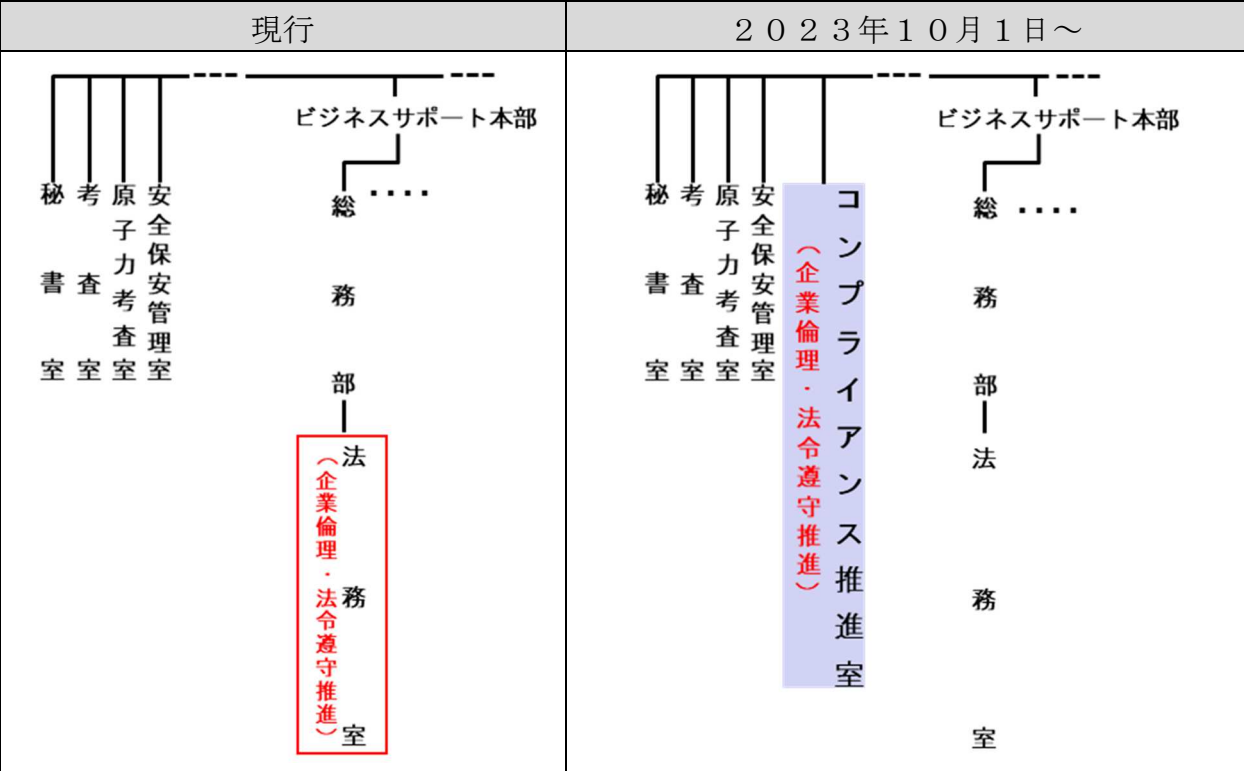 現行
ビジネスサポート本部
秘書室
考査室
原子力考査室
安全保安管理室
総務部
・・・・
法務室
（企業倫理・法令遵守推進）
２０２３年１０月１日～
ビジネスサポート本部
秘書室
考査室
原子力考査室
安全保安管理室
コンプライアンス推進室
（企業倫理・法令遵守推進）
総務部
・・・・
法務室